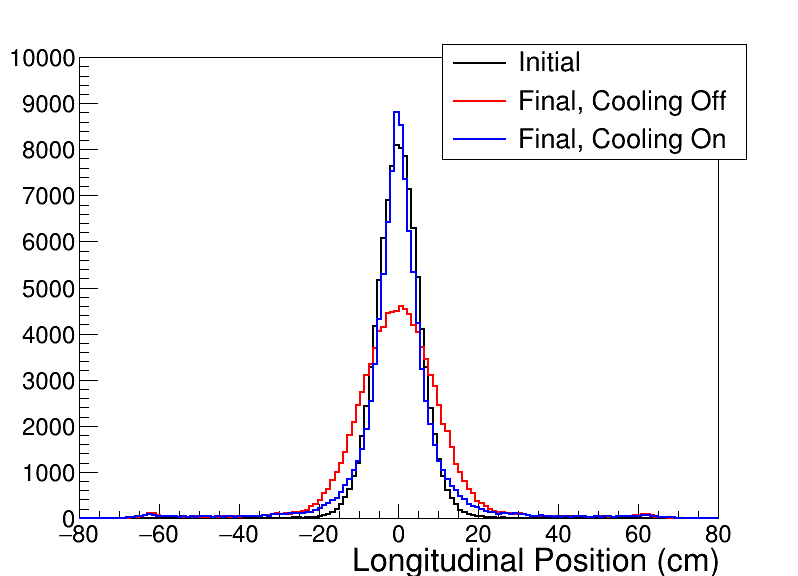 Initial
Final, Cooling Off
Final, Cooling On
10000
9000
8000
7000
6000
5000
4000
3000
2000
1000
0
−80 −60 −40 −20 0 20 40 60 80
Longitudinal Position (cm)